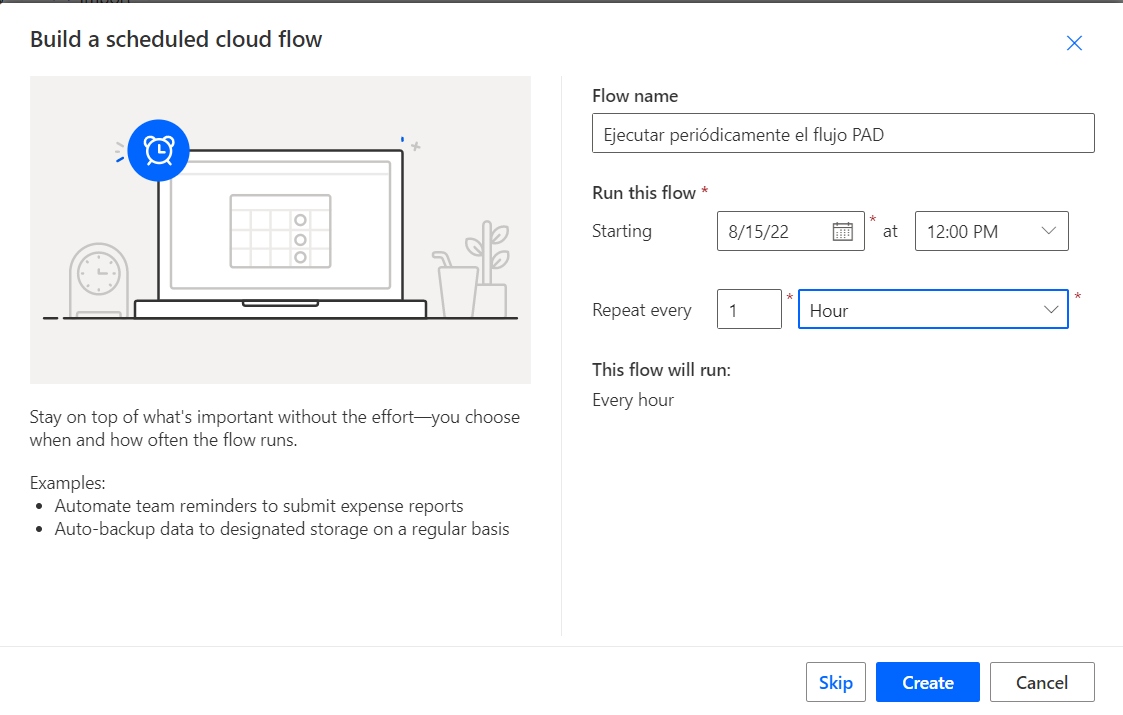 Build a scheduled cloud flow
Stay on top of what's important without the effort—you choose
when and how often the flow runs.
Examples:
• Automate team reminders to submit expense reports
• Auto-backup data to designated storage on a regular basis
Flow name
Ejecutar periódicamente el flujo PAD
Run this flow *
Starting 8/15/22 * at 12:00 PM
Repeat every 1 * Hour *
This flow will run:
Every hour
Skip Create Cancel